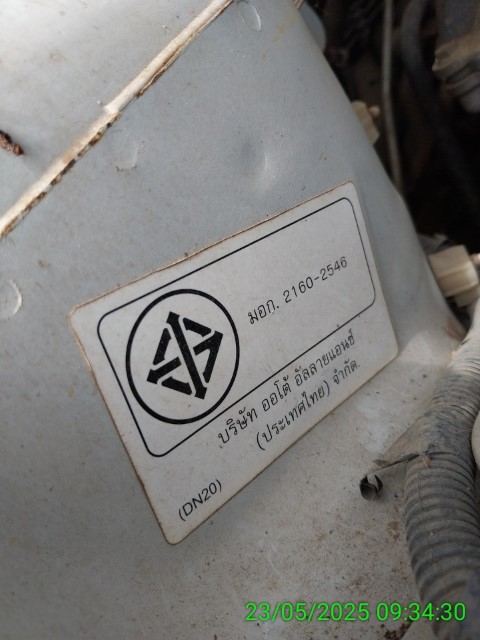 มอก. 2160-2546
บริษัท ออโต้ อัลลายแอนซ์
(ประเทศไทย) จำกัด.
(DN20)
23/05/2025 09:34:30